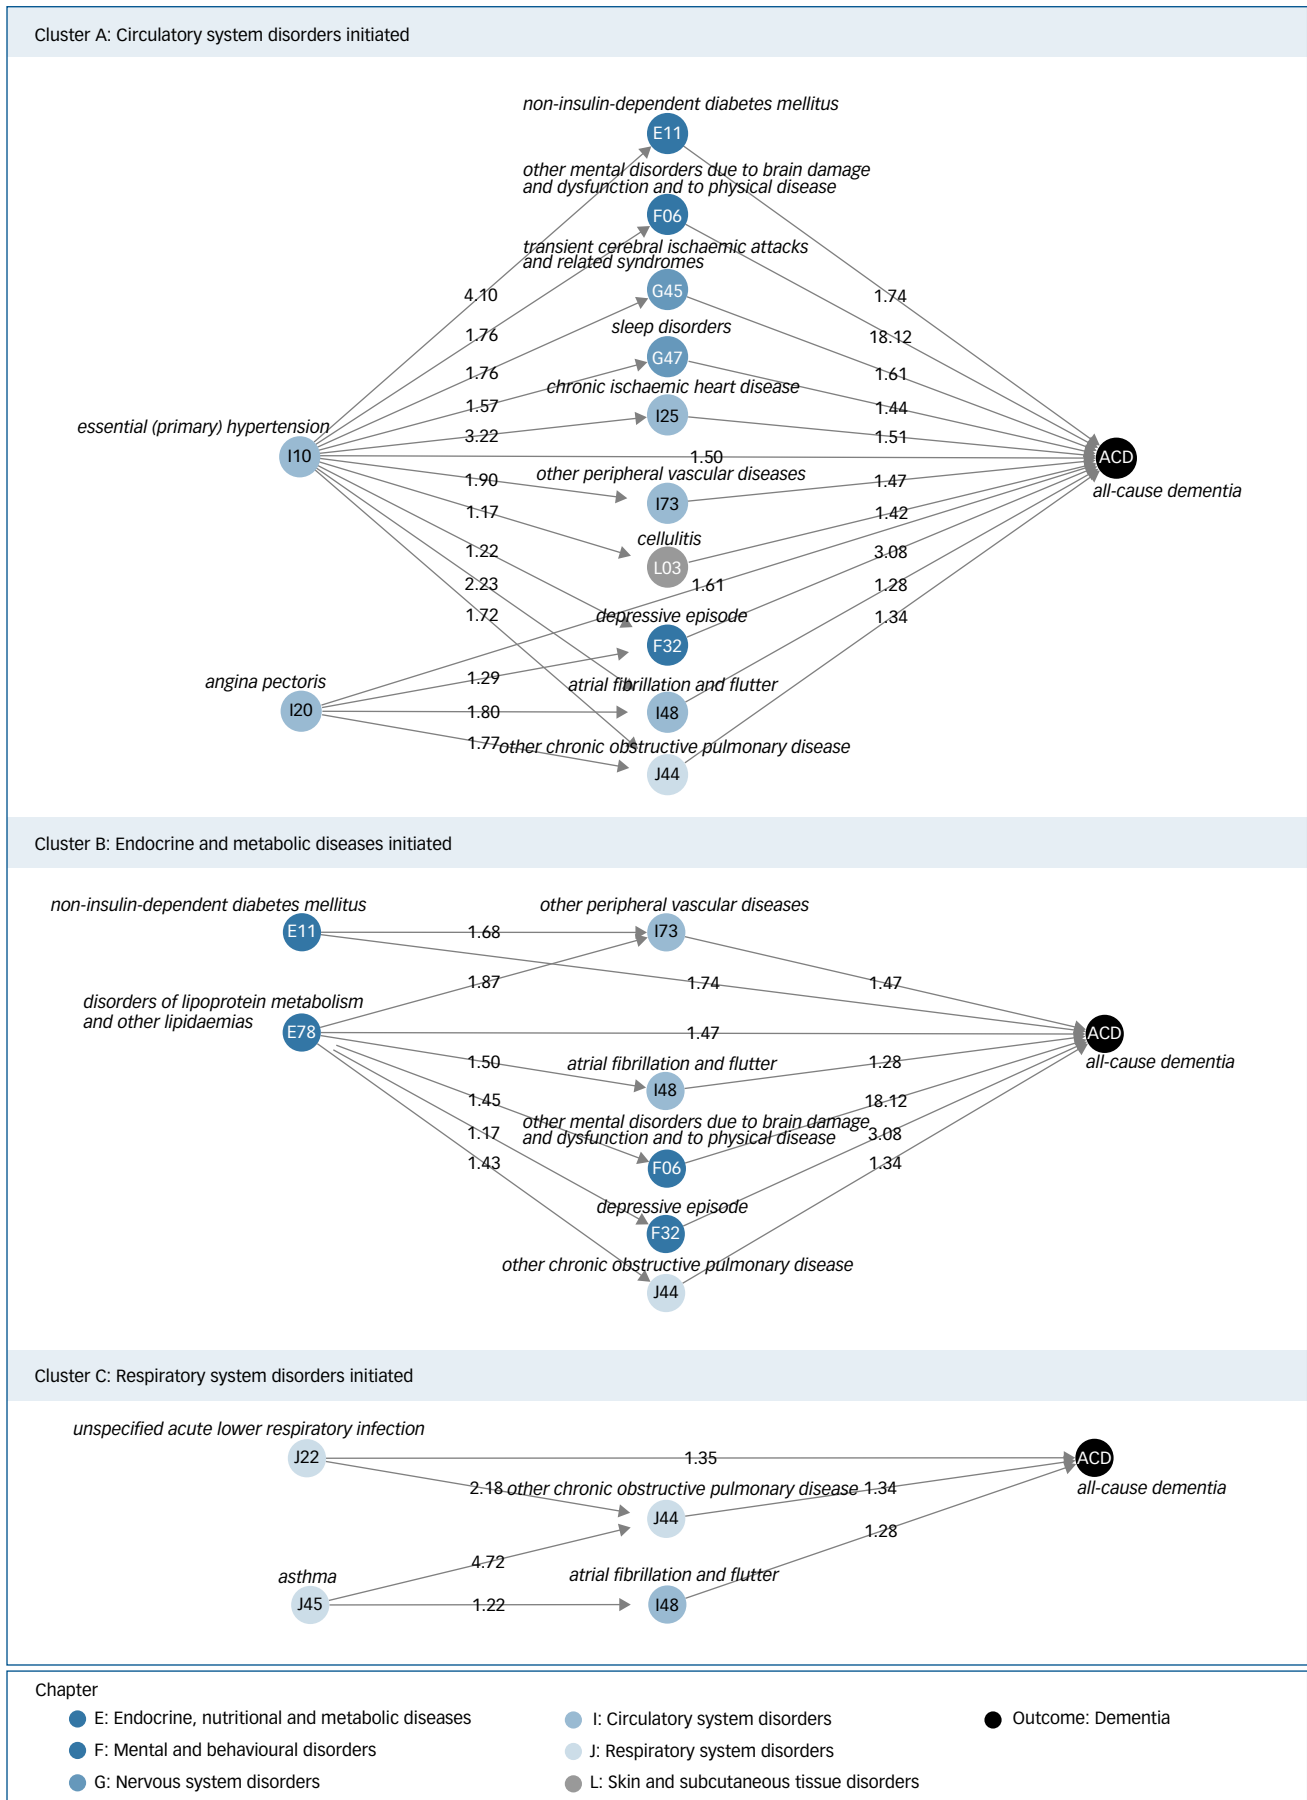 Cluster A: Circulatory system disorders initiated
non-insulin-dependent diabetes mellitus
E11
other mental disorders due to brain damage
and dysfunction and to physical disease
F06
transient cerebral ischaemic attacks
and related syndromes
G45
4.10
1.74
sleep disorders
1.76
18.12
G47
1.76
1.61
chronic ischaemic heart disease
1.57
1.44
I25
essential (primary) hypertension
3.22
1.51
I10
1.50
ACD
other peripheral vascular diseases
1.90
1.47
all-cause dementia
I73
1.17
1.42
cellulitis
1.22
3.08
L03
2.23
1.61
1.28
1.72
depressive episode
1.34
F32
angina pectoris
1.29
atrial fibrillation and flutter
I20
1.80
I48
1.77
other chronic obstructive pulmonary disease
J44
Cluster B: Endocrine and metabolic diseases initiated
non-insulin-dependent diabetes mellitus
other peripheral vascular diseases
E11
1.68
I73
1.87
1.74
1.47
disorders of lipoprotein metabolism
and other lipidaemias
E78
1.47
ACD
1.50
atrial fibrillation and flutter
1.28
all-cause dementia
I48
1.45
18.12
other mental disorders due to brain damage
and dysfunction and to physical disease
1.17
3.08
1.43
F06
1.34
depressive episode
F32
other chronic obstructive pulmonary disease
J44
Cluster C: Respiratory system disorders initiated
unspecified acute lower respiratory infection
J22
1.35
ACD
2.18
other chronic obstructive pulmonary disease
1.34
all-cause dementia
J44
1.28
4.72
asthma
atrial fibrillation and flutter
J45
1.22
I48
Chapter
E: Endocrine, nutritional and metabolic diseases
I: Circulatory system disorders
Outcome: Dementia
F: Mental and behavioural disorders
J: Respiratory system disorders
G: Nervous system disorders
L: Skin and subcutaneous tissue disorders